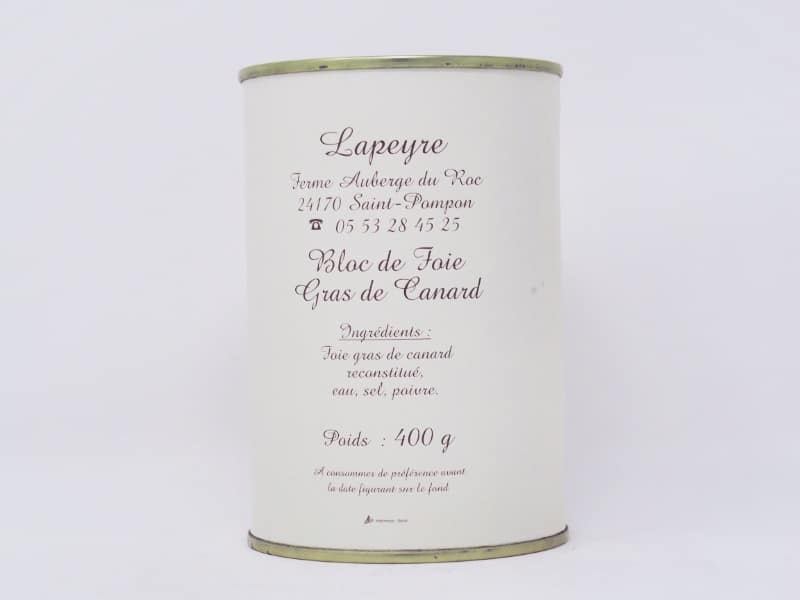 Lapeyre
Ferme Auberge du Roc
24170 Saint-Pompon
☎ 05 53 28 45 25
Bloc de Foie
Gras de Canard
Ingrédients :
Foie gras de canard
reconstitué,
eau, sel, poivre.
Poids : 400 g
A consommer de préférence avant
la date figurant sur le fond